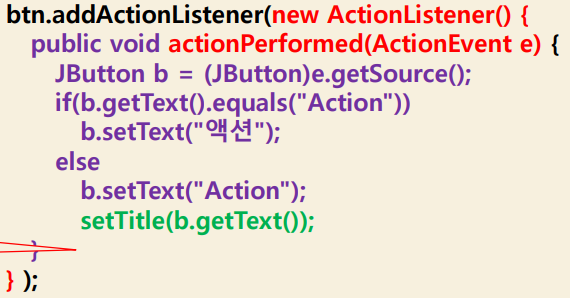 btn.addActionListener(new ActionListener() {
public void actionPerformed(ActionEvent e) {
JButton b = (JButton)e.getSource();
if(b.getText().equals("Action"))
b.setText("액션");
else
b.setText("Action");
setTitle(b.getText());
}
} );